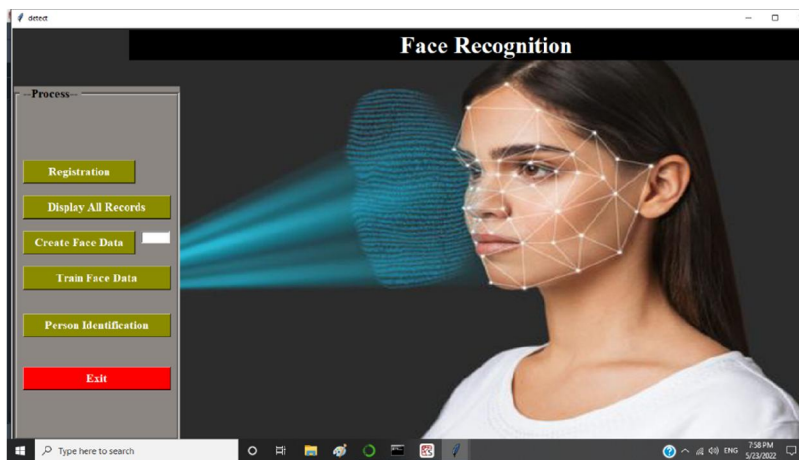 detect
Face Recognition
--Process--
Registration
Display All Records
Create Face Data
Train Face Data
Person Identification
Exit
Type here to search
ENG
7:58 PM
5/23/2022